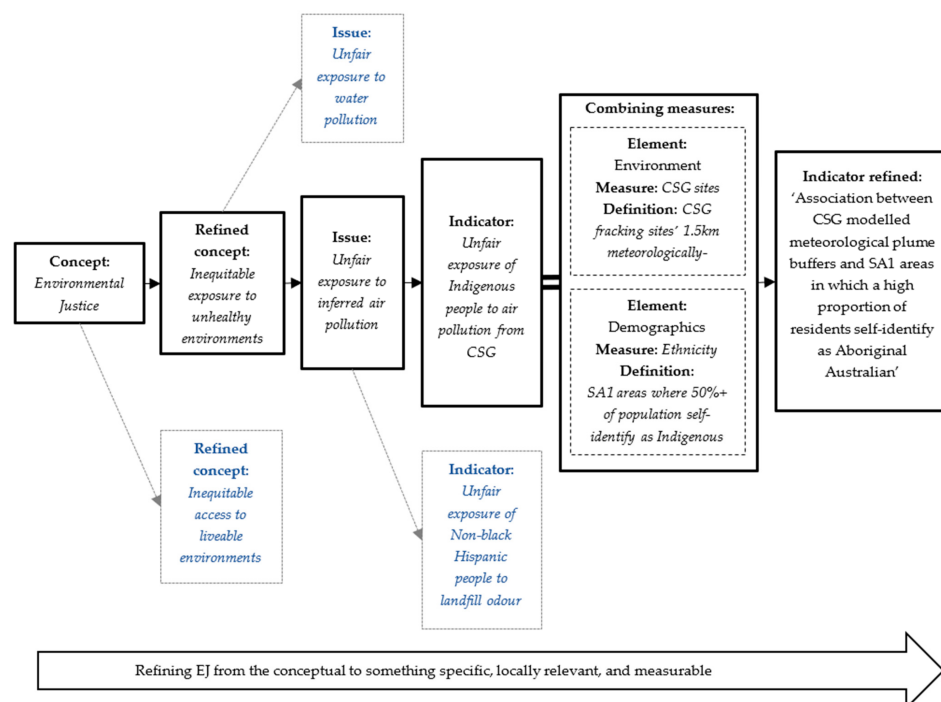 Concept:
Environmental
Justice
Refined
concept:
Inequitable
exposure to
unhealthy
environments
Refined
concept:
Inequitable
access to
liveable
environments
Issue:
Unfair
exposure to
water
pollution
Issue:
Unfair
exposure to
inferred air
pollution
Indicator:
Unfair
exposure of
Indigenous
people to air
pollution from
CSG
Indicator:
Unfair
exposure of
Non-black
Hispanic
people to
landfill odour
Combining measures:
Element:
Environment
Measure: CSG sites
Definition: CSG
fracking sites’ 1.5km
meteorologically-
Element:
Demographics
Measure: Ethnicity
Definition:
SA1 areas where 50%+
of population self-
identify as Indigenous
Indicator refined:
‘Association between
CSG modelled
meteorological plume
buffers and SA1 areas
in which a high
proportion of
residents self-identify
as Aboriginal
Australian’
Refining EJ from the conceptual to something specific, locally relevant, and measurable